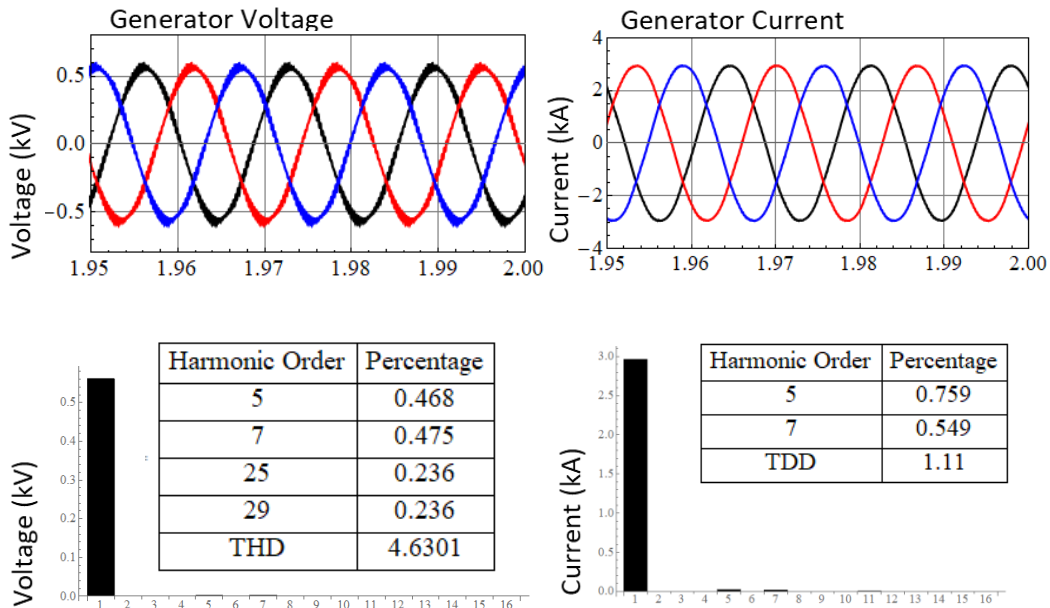 Generator Voltage
Voltage (kV)
0.5
0.0
−0.5
1.95 1.96 1.97 1.98 1.99 2.00
Generator Current
Current (kA)
4
2
0
−2
−4
1.95 1.96 1.97 1.98 1.99 2.00
Voltage (kV)
0.5
0.4
0.3
0.2
0.1
0.0
1 2 3 4 5 6 7 8 9 10 11 12 13 14 15 16
Harmonic Order Percentage
5 0.468
7 0.475
25 0.236
29 0.236
THD 4.6301
Current (kA)
3.0
2.5
2.0
1.5
1.0
0.5
0.0
1 2 3 4 5 6 7 8 9 10 11 12 13 14 15 16
Harmonic Order Percentage
5 0.759
7 0.549
TDD 1.11